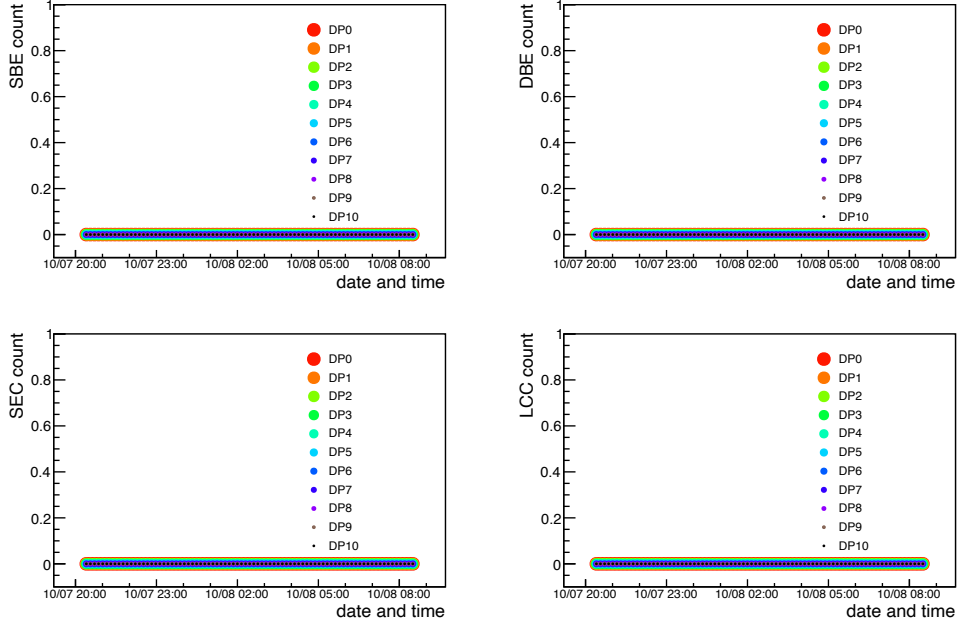 SBE count
1
0.8
0.6
0.4
0.2
0
DP0
DP1
DP2
DP3
DP4
DP5
DP6
DP7
DP8
DP9
DP10
10/07 20:00 10/07 23:00 10/08 02:00 10/08 05:00 10/08 08:00
date and time
DBE count
1
0.8
0.6
0.4
0.2
0
DP0
DP1
DP2
DP3
DP4
DP5
DP6
DP7
DP8
DP9
DP10
10/07 20:00 10/07 23:00 10/08 02:00 10/08 05:00 10/08 08:00
date and time
SEC count
1
0.8
0.6
0.4
0.2
0
DP0
DP1
DP2
DP3
DP4
DP5
DP6
DP7
DP8
DP9
DP10
10/07 20:00 10/07 23:00 10/08 02:00 10/08 05:00 10/08 08:00
date and time
LCC count
1
0.8
0.6
0.4
0.2
0
DP0
DP1
DP2
DP3
DP4
DP5
DP6
DP7
DP8
DP9
DP10
10/07 20:00 10/07 23:00 10/08 02:00 10/08 05:00 10/08 08:00
date and time